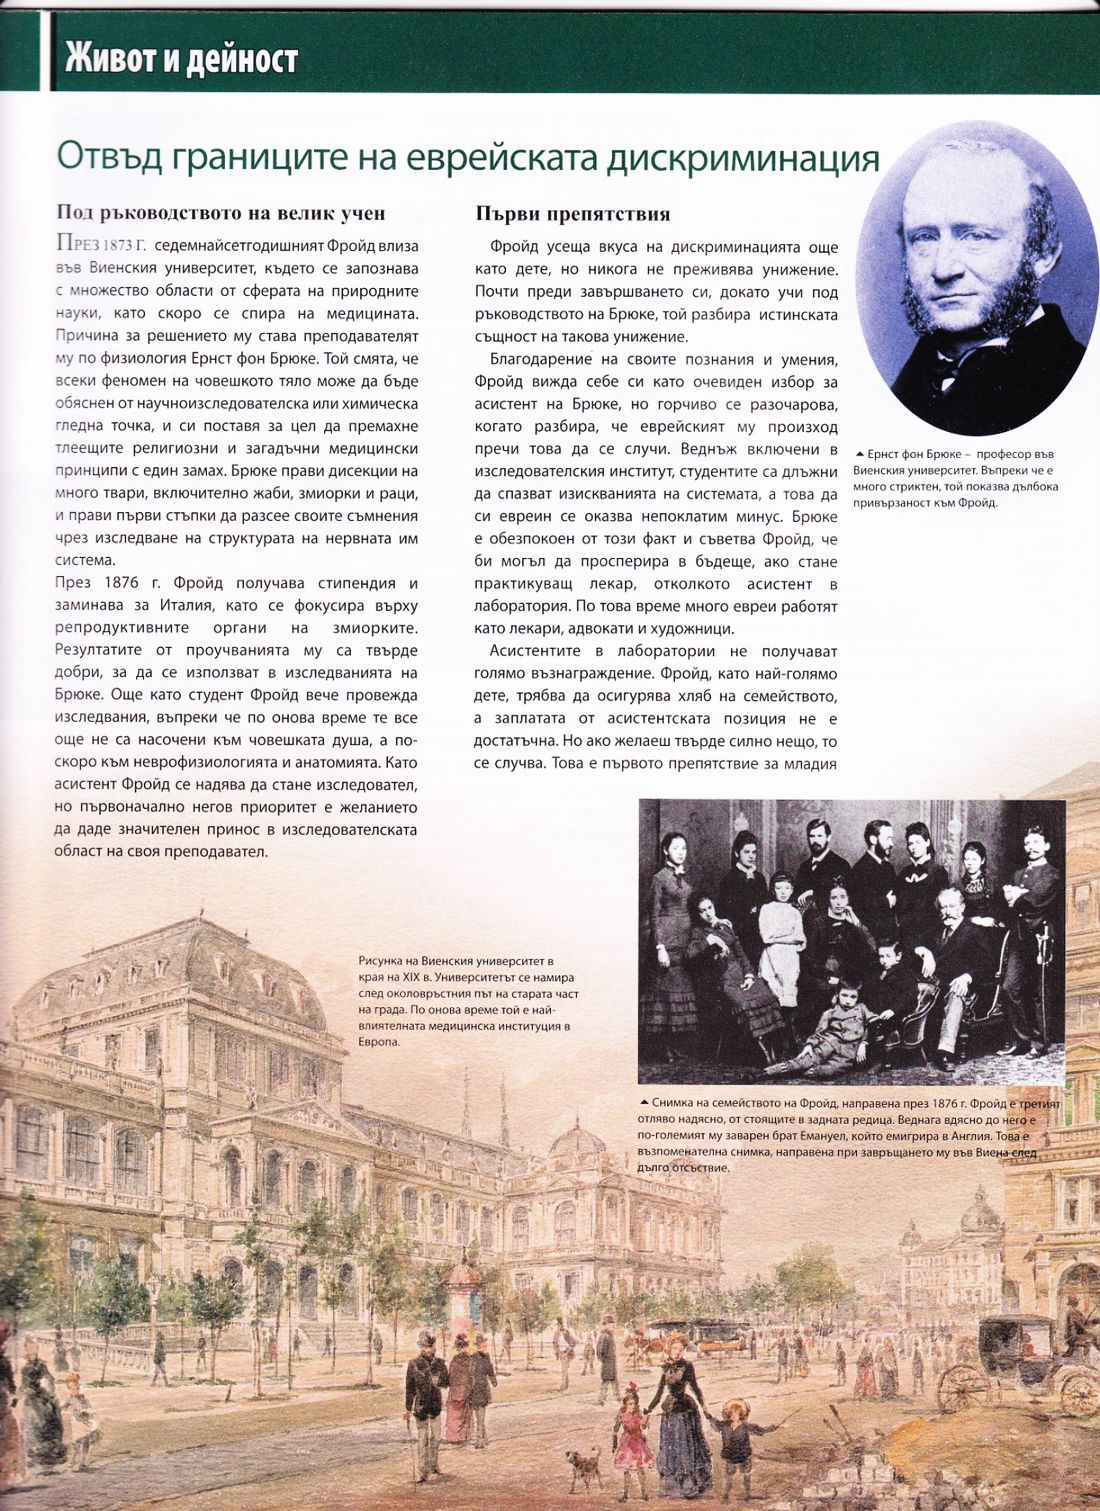 Живот и дейност
Отвъд границите на еврейската дискриминация
Под ръководството на велик учен
През 1873 г. седемнайсетгодишният Фройд влиза
във Виенския университет, където се запознава
с множество области от сферата на природните
науки, като скоро се спира на медицината.
Причина за решението му става преподавателят
му по физиология Ернст фон Брюке. Той смята, че
всеки феномен на човешкото тяло може да бъде
обяснен от научноизследователска или химическа
гледна точка, и си поставя за цел да премахне
тлеещите религиозни и загадъчни медицински
принципи с един замах. Брюке прави дисекции на
много твари, включително жаби, змиорки и раци,
и прави първи стъпки да разсее своите съмнения
чрез изследване на структурата на нервната им
система.
През 1876 г. Фройд получава стипендия и
заминава за Италия, като се фокусира върху
репродуктивните органи на змиорките.
Резултатите от проучванията му са твърде
добри, за да се използват в изследванията на
Брюке. Още като студент Фройд вече провежда
изследвания, въпреки че по онова време те все
още не са насочени към човешката душа, а по-
скоро към неврофизиологията и анатомията. Като
асистент Фройд се надява да стане изследовател,
но първоначално негов приоритет е желанието
да даде значителен принос в изследователската
област на своя преподавател.
Първи препятствия
Фройд усеща вкуса на дискриминацията още
като дете, но никога не преживява унижение.
Почти преди завършването си, докато учи под
ръководството на Брюке, той разбира истинската
същност на такова унижение.
Благодарение на своите познания и умения,
Фройд вижда себе си като очевиден избор за
асистент на Брюке, но горчиво се разочарова,
когато разбира, че еврейският му произход
пречи това да се случи. Веднъж включени в
изследователския институт, студентите са длъжни
да спазват изискванията на системата, а това да
си евреин се оказва непоклатим минус. Брюке
е обезпокоен от този факт и съветва Фройд, че
би могъл да просперира в бъдеще, ако стане
практикуващ лекар, отколкото асистент в
лаборатория. По това време много евреи работят
като лекари, адвокати и художници.
Асистентите в лаборатории не получават
голямо възнаграждение. Фройд, като най-голямо
дете, трябва да осигурява хляб на семейството,
а заплатата от асистентската позиция не е
достатъчна. Но ако желаеш твърде силно нещо, то
се случва. Това е първото препятствие за младия
Ернст фон Брюке – професор във
Виенския университет. Въпреки че е
много стриктен, той показва дълбока
привързаност към Фройд.
Рисунка на Виенския университет в
края на XIX в. Университетът се намира
след околовръстния път на старата част
на града. По онова време той е най-
влиятелната медицинска институция в
Европа.
Снимка на семейството на Фройд, направена през 1876 г. Фройд е третият
отляво надясно, от стоящите в задната редица. Веднага вдясно до него е
по-големият му заварен брат Емануел, който емигрира в Англия. Това е
възпоменателна снимка, направена при завръщането му във Виена след
дълго отсъствие.